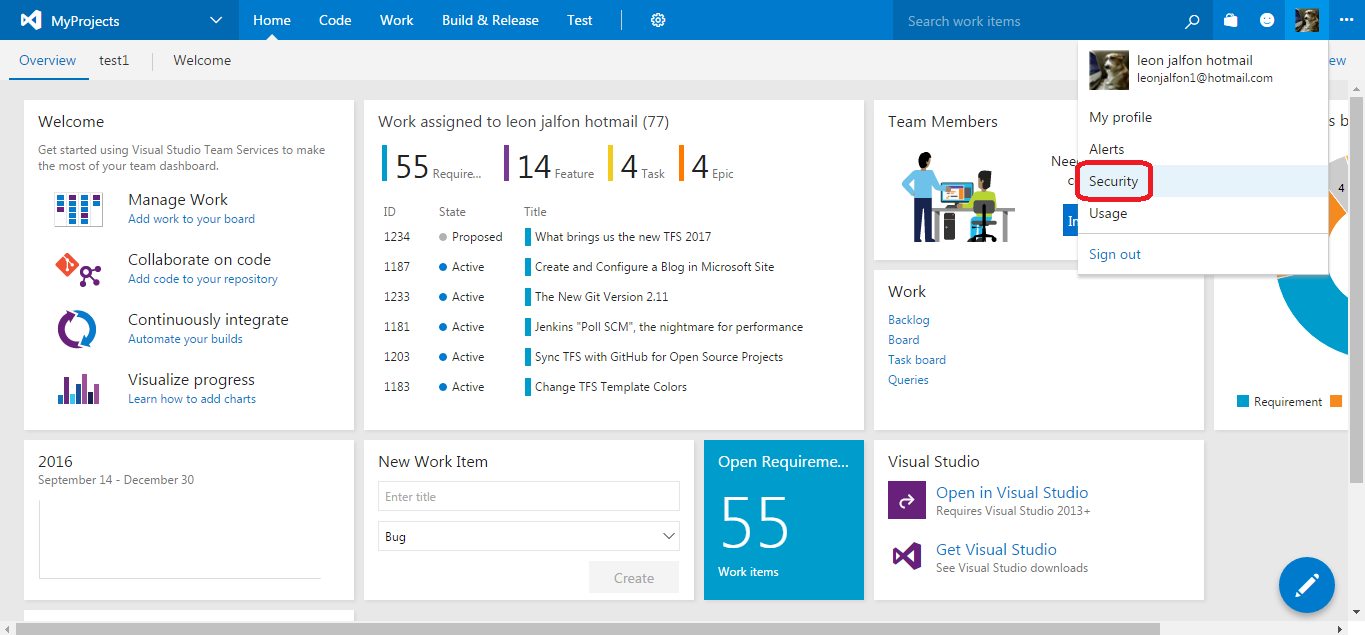 MyProjects
Home
Code
Work
Build & Release
Test
Search work items
Overview
test1
Welcome
ew
leon jalfon hotmail
leonjalfon1@hotmail.com
My profile
Alerts
Security
Usage
Sign out
Welcome
Get started using Visual Studio Team Services to make
the most of your team dashboard.
Manage Work
Add work to your board
Collaborate on code
Add code to your repository
Continuously integrate
Automate your builds
Visualize progress
Learn how to add charts
Work assigned to leon jalfon hotmail (77)
55 Require...
14 Feature
4 Task
4 Epic
ID State Title
1234 Proposed What brings us the new TFS 2017
1187 Active Create and Configure a Blog in Microsoft Site
1233 Active The New Git Version 2.11
1181 Active Jenkins "Poll SCM", the nightmare for performance
1203 Active Sync TFS with GitHub for Open Source Projects
1183 Active Change TFS Template Colors
Team Members
Nee
c
In
Work
Backlog
Board
Task board
Queries
s b
4
Requirement
2016
September 14 - December 30
New Work Item
Enter title
Bug
Create
Open Requireme...
55
Work items
Visual Studio
Open in Visual Studio
Requires Visual Studio 2013+
Get Visual Studio
See Visual Studio downloads